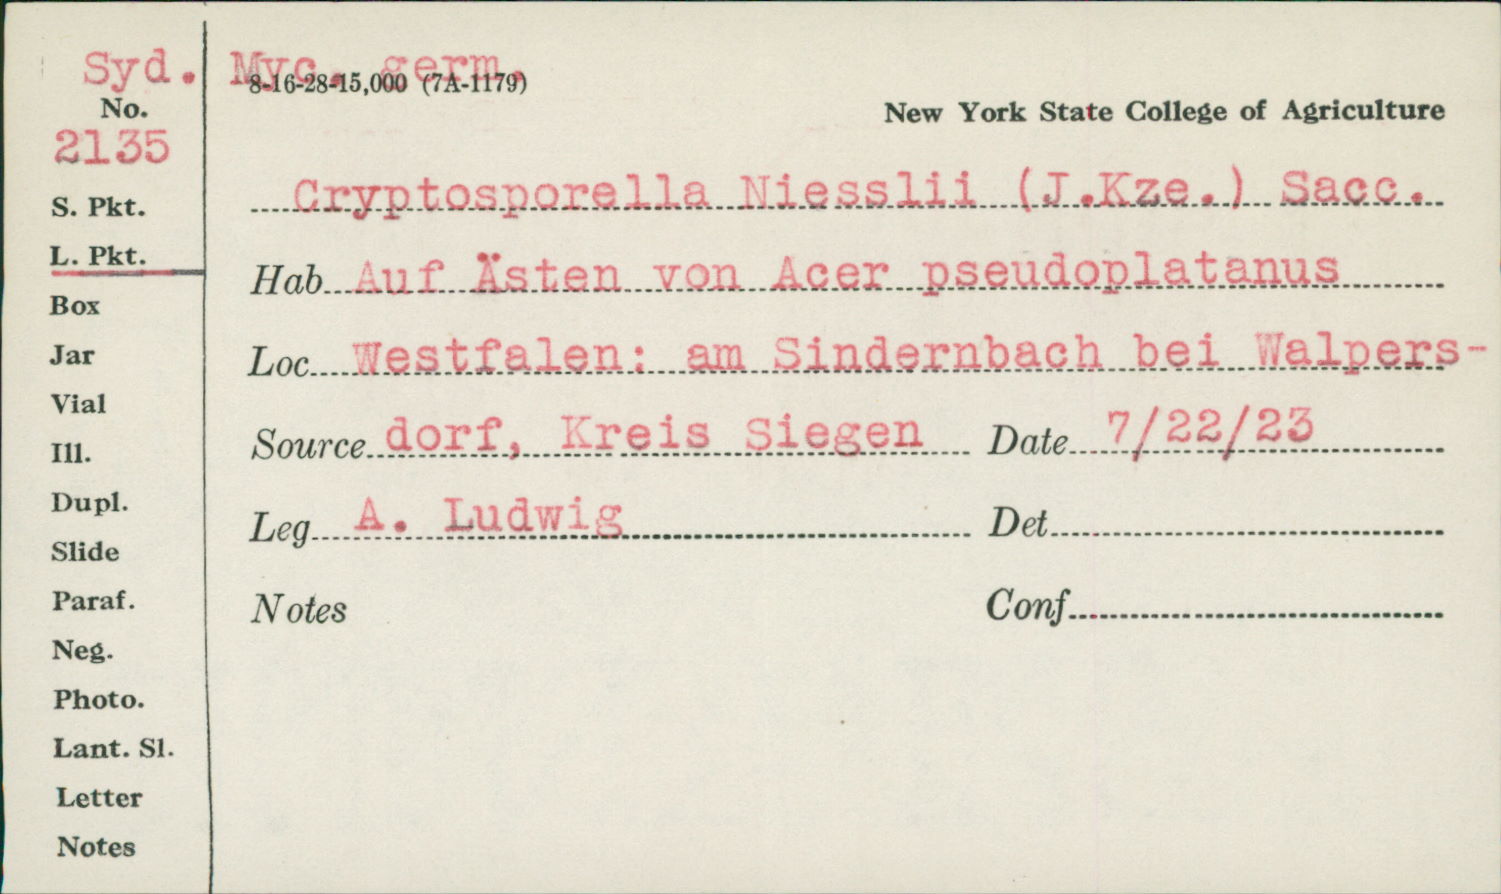 Syd. Myc. germ.
8-16-28-15,000 (7A-1179)
No.
2135
New York State College of Agriculture
S. Pkt.
Cryptosporella Niesslii (J.Kze.) Sacc.
L. Pkt.
Hab Auf Ästen von Acer pseudoplatanus
Box
Jar
Loc Westfalen: am Sindernbach bei Walpers-
Vial
Ill.
Source dorf, Kreis Siegen Date 7/22/23
Dupl.
Leg A. Ludwig Det
Slide
Paraf.
Notes Conf
Neg.
Photo.
Lant. Sl.
Letter
Notes